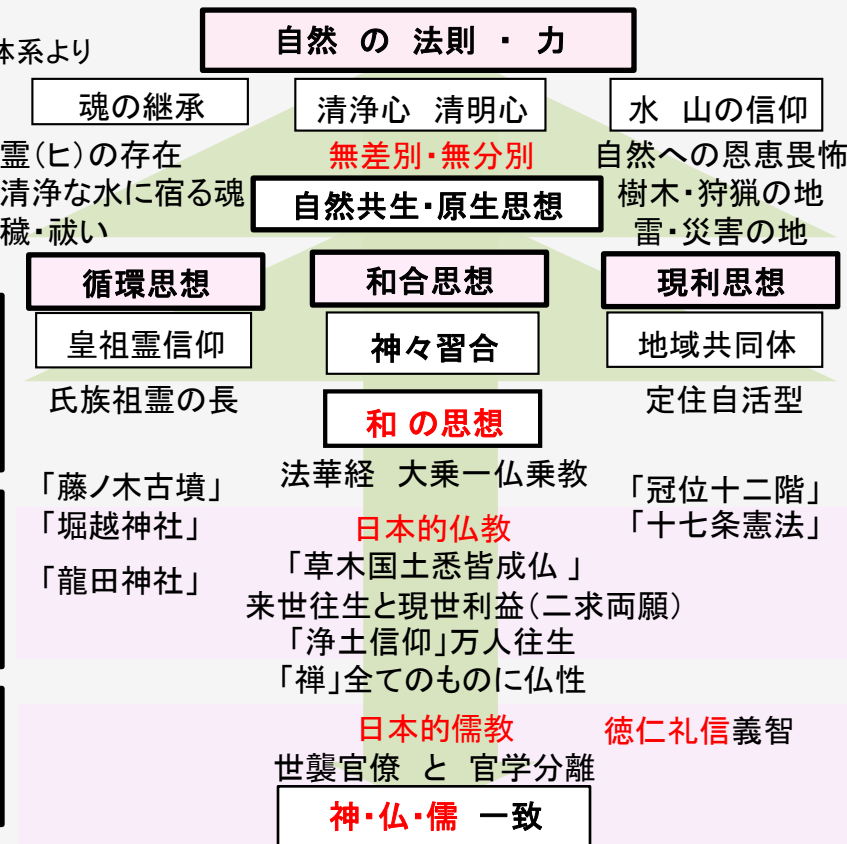 自然 の 法則 ・ 力
体系より
魂の継承
清浄心 清明心
水 山の信仰
霊（ヒ）の存在
無差別・無分別
自然への恩恵畏怖
清浄な水に宿る魂
自然共生・原生思想
樹木・狩猟の地
穢・祓い
雷・災害の地
循環思想
和合思想
現利思想
皇祖霊信仰
神々習合
地域共同体
氏族祖霊の長
和 の思想
定住自活型
法華経 大乗一仏乗教
「藤ノ木古墳」
「冠位十二階」
「堀越神社」
日本的仏教
「十七条憲法」
「龍田神社」
「草木国土悉皆成仏 」
来世往生と現世利益（二求両願）
「浄土信仰」万人往生
「禅」全てのものに仏性
日本的儒教
徳仁礼信義智
世襲官僚 と 官学分離
神・仏・儒 一致